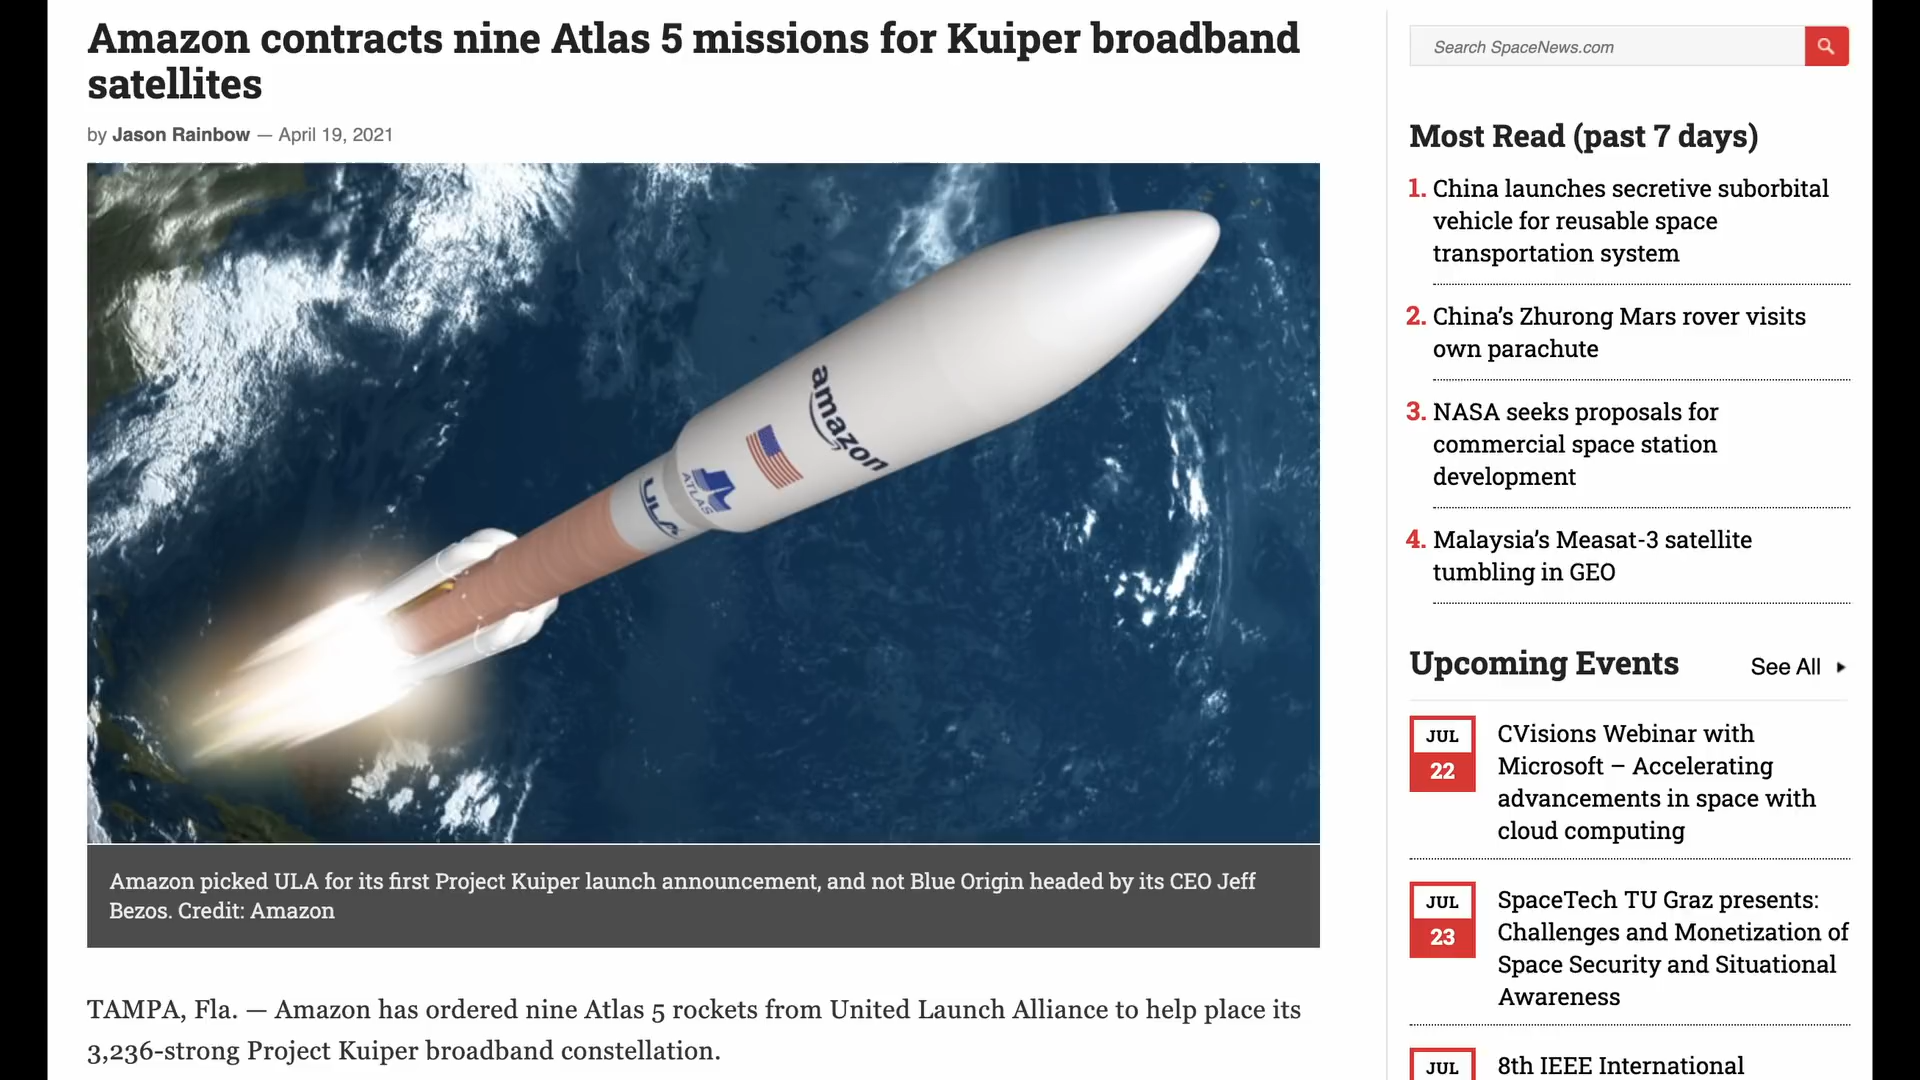 Amazon contracts nine Atlas 5 missions for Kuiper broadband
satellites
by Jason Rainbow — April 19, 2021
amazon
ATLAS
ULA
Amazon picked ULA for its first Project Kuiper launch announcement, and not Blue Origin headed by its CEO Jeff
Bezos. Credit: Amazon
TAMPA, Fla. — Amazon has ordered nine Atlas 5 rockets from United Launch Alliance to help place its
3,236-strong Project Kuiper broadband constellation.
Search SpaceNews.com
Most Read (past 7 days)
1. China launches secretive suborbital
vehicle for reusable space
transportation system
2. China’s Zhurong Mars rover visits
own parachute
3. NASA seeks proposals for
commercial space station
development
4. Malaysia’s Measat-3 satellite
tumbling in GEO
Upcoming Events See All
JUL
22
CVisions Webinar with
Microsoft – Accelerating
advancements in space with
cloud computing
JUL
23
SpaceTech TU Graz presents:
Challenges and Monetization of
Space Security and Situational
Awareness
JUL
8th IEEE International